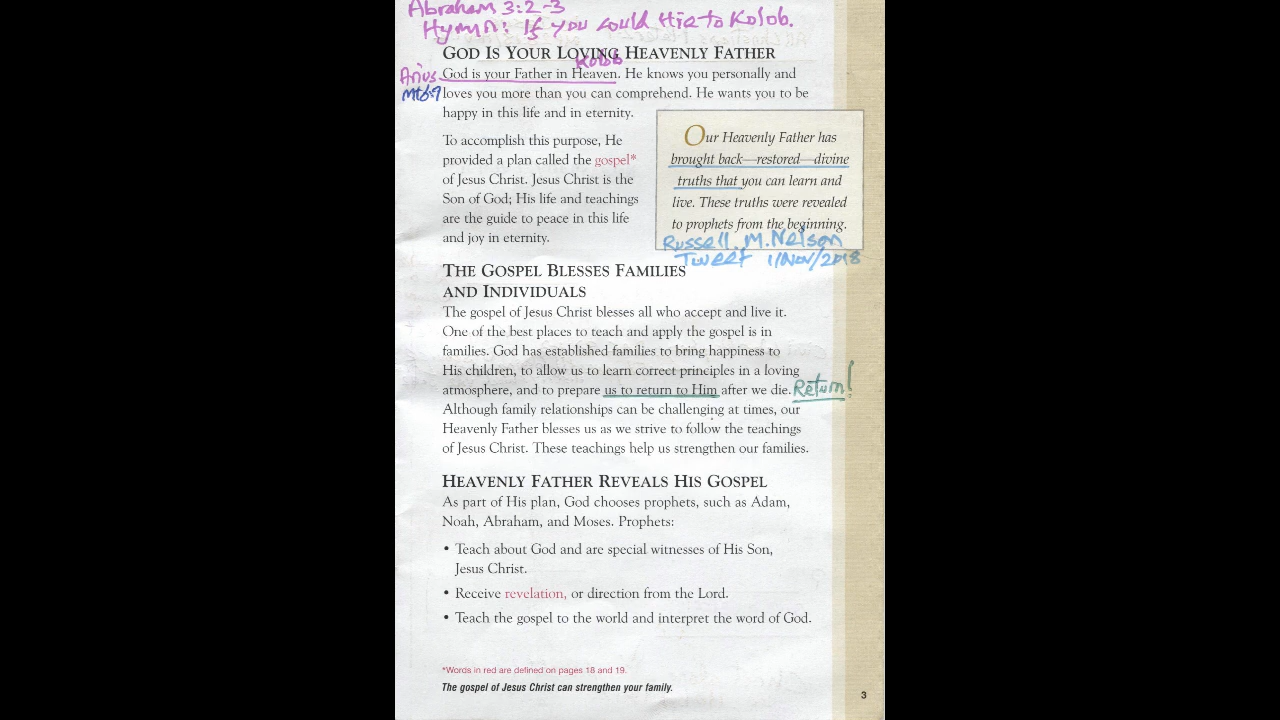 Abraham 3:2-3
Hymn: If you could Hie to Kolob.
GOD IS YOUR LOVING HEAVENLY FATHER
Kolob
Arius God is your Father in Heaven. He knows you personally and
Mt 6:9 loves you more than you can comprehend. He wants you to be
happy in this life and in eternity.
To accomplish this purpose, He
provided a plan called the gospel*
of Jesus Christ. Jesus Christ is the
Son of God; His life and teachings
are the guide to peace in this life
and joy in eternity.
Our Heavenly Father has
brought back—restored—divine
truths that you can learn and
live. These truths were revealed
to prophets from the beginning.
Russell. M. Nelson
Tweet 1/Nov/2018
THE GOSPEL BLESSES FAMILIES
AND INDIVIDUALS
The gospel of Jesus Christ blesses all who accept and live it.
One of the best places to teach and apply the gospel is in
families. God has established families to bring happiness to
His children, to allow us to learn correct principles in a loving
atmosphere, and to prepare us to return to Him after we die. Return!
Although family relationships can be challenging at times, our
Heavenly Father blesses us as we strive to follow the teachings
of Jesus Christ. These teachings help us strengthen our families.
HEAVENLY FATHER REVEALS HIS GOSPEL
As part of His plan, God chooses prophets, such as Adam,
Noah, Abraham, and Moses. Prophets:
• Teach about God and are special witnesses of His Son,
Jesus Christ.
• Receive revelation, or direction from the Lord.
• Teach the gospel to the world and interpret the word of God.
*Words in red are defined on pages 18 and 19.
The gospel of Jesus Christ can strengthen your family.
3